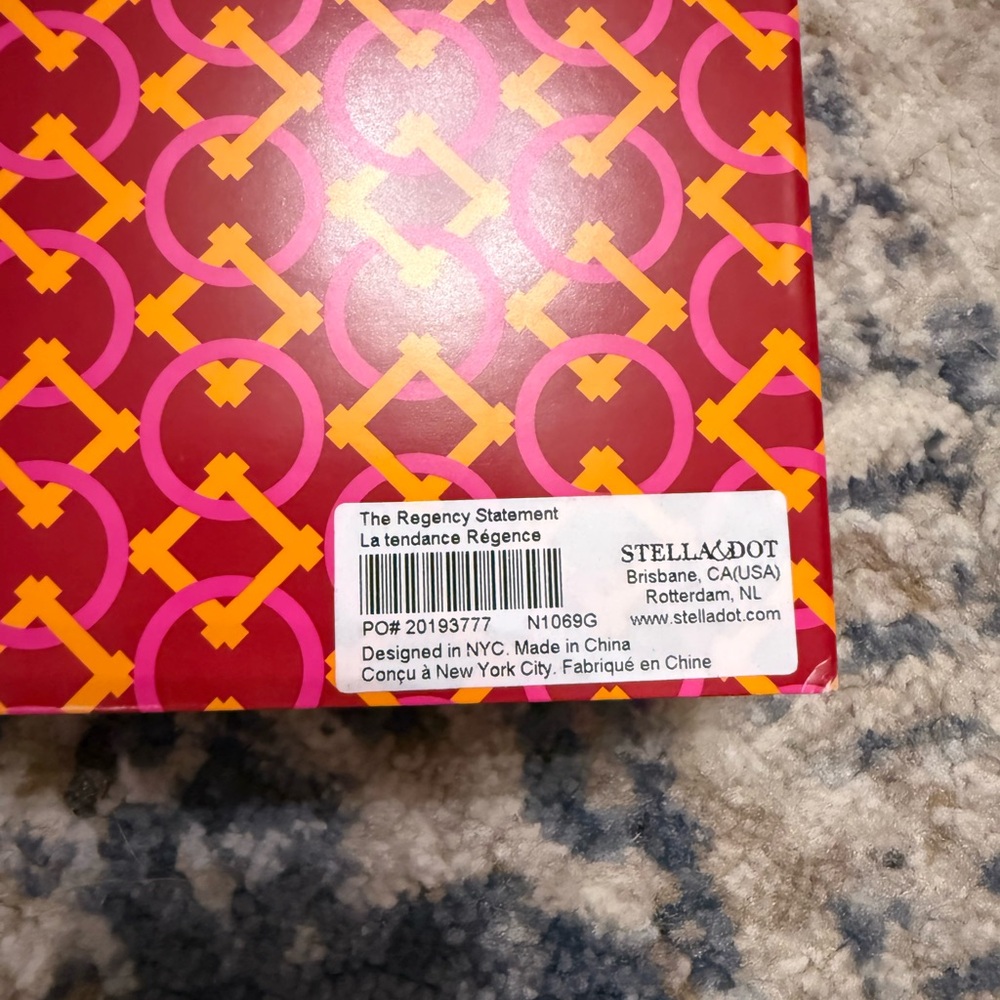 The Regency Statement
La tendance Régence
STELLA&DOT
Brisbane, CA(USA)
Rotterdam, NL
www.stelladot.com
PO# 20193777 N1069G
Designed in NYC. Made in China
Conçu à New York City. Fabriqué en Chine